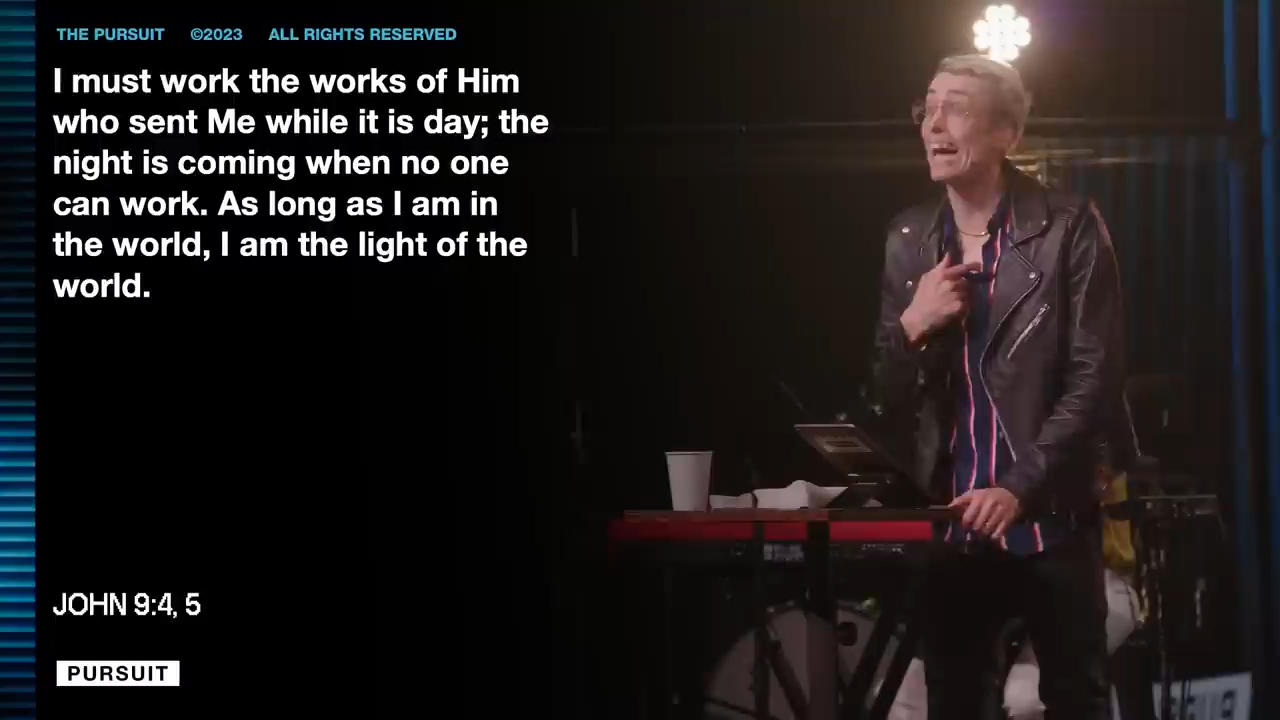 THE PURSUIT ©2023 ALL RIGHTS RESERVED
I must work the works of Him
who sent Me while it is day; the
night is coming when no one
can work. As long as I am in
the world, I am the light of the
world.
JOHN 9:4, 5
PURSUIT